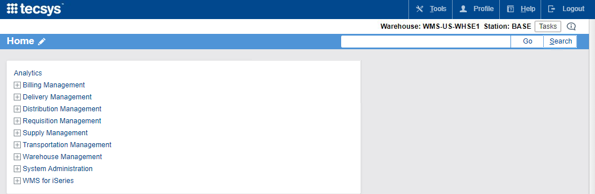 tecsys™ Tools Profile Help Logout
Warehouse: WMS-US-WHSE1 Station: BASE Tasks
Home Go Search
Analytics
Billing Management
Delivery Management
Distribution Management
Requisition Management
Supply Management
Transportation Management
Warehouse Management
System Administration
WMS for iSeries